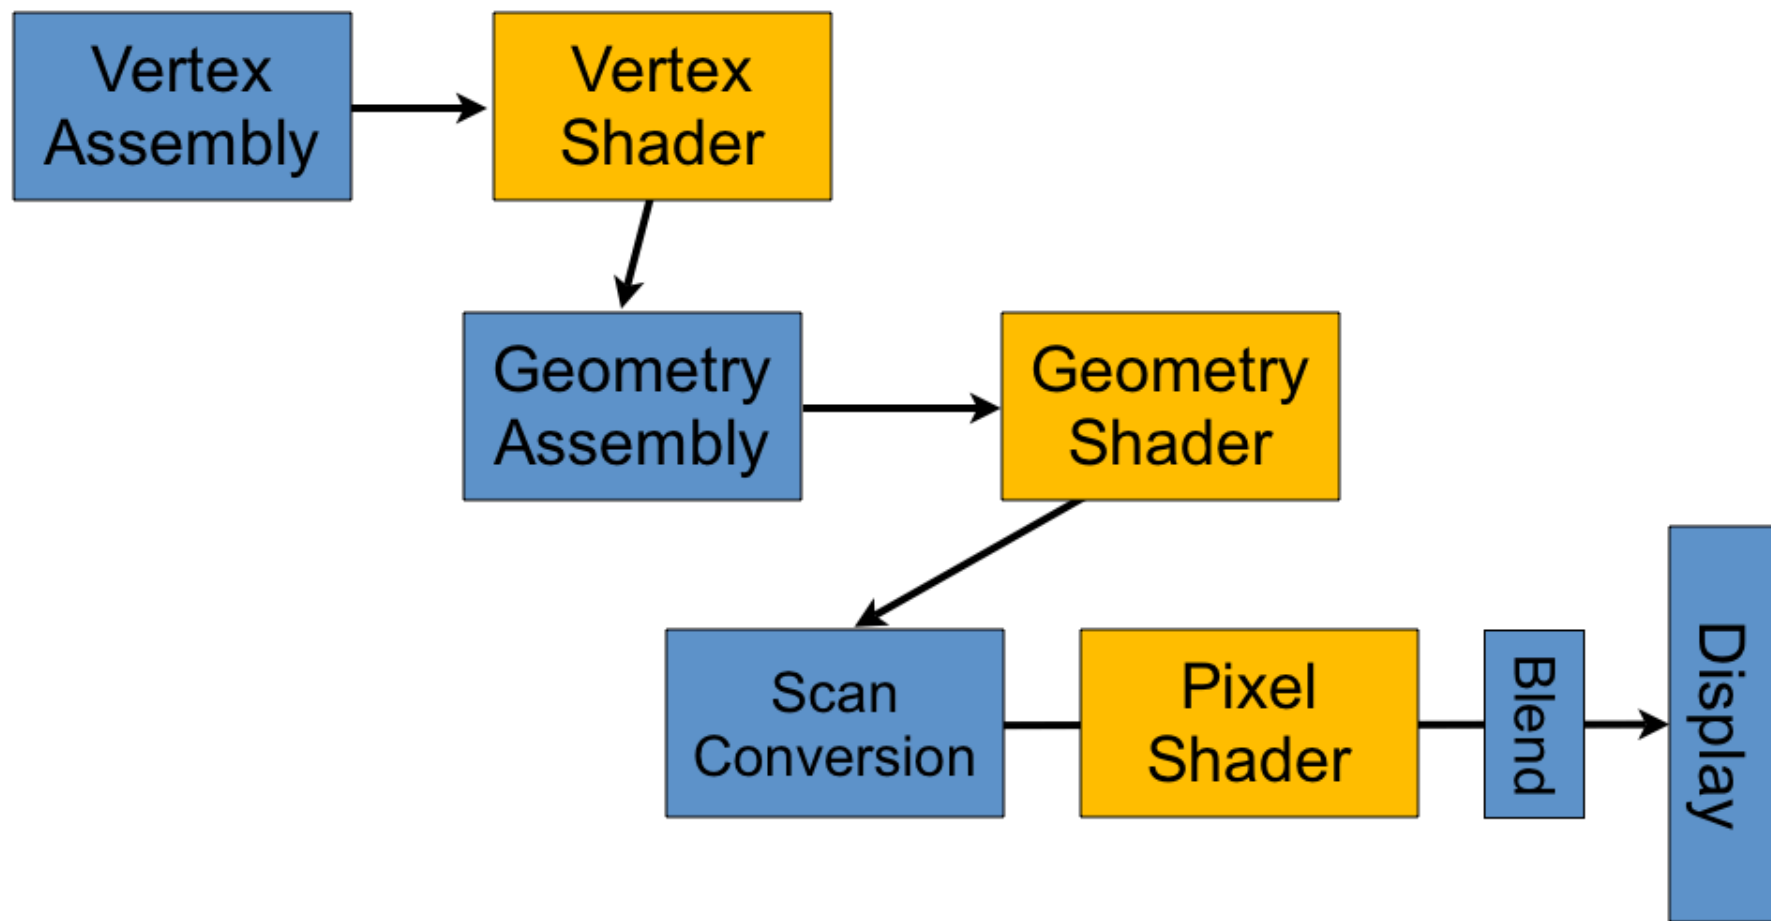 Vertex
Assembly
Vertex
Shader
Geometry
Assembly
Geometry
Shader
Scan
Conversion
Pixel
Shader
Blend
Display